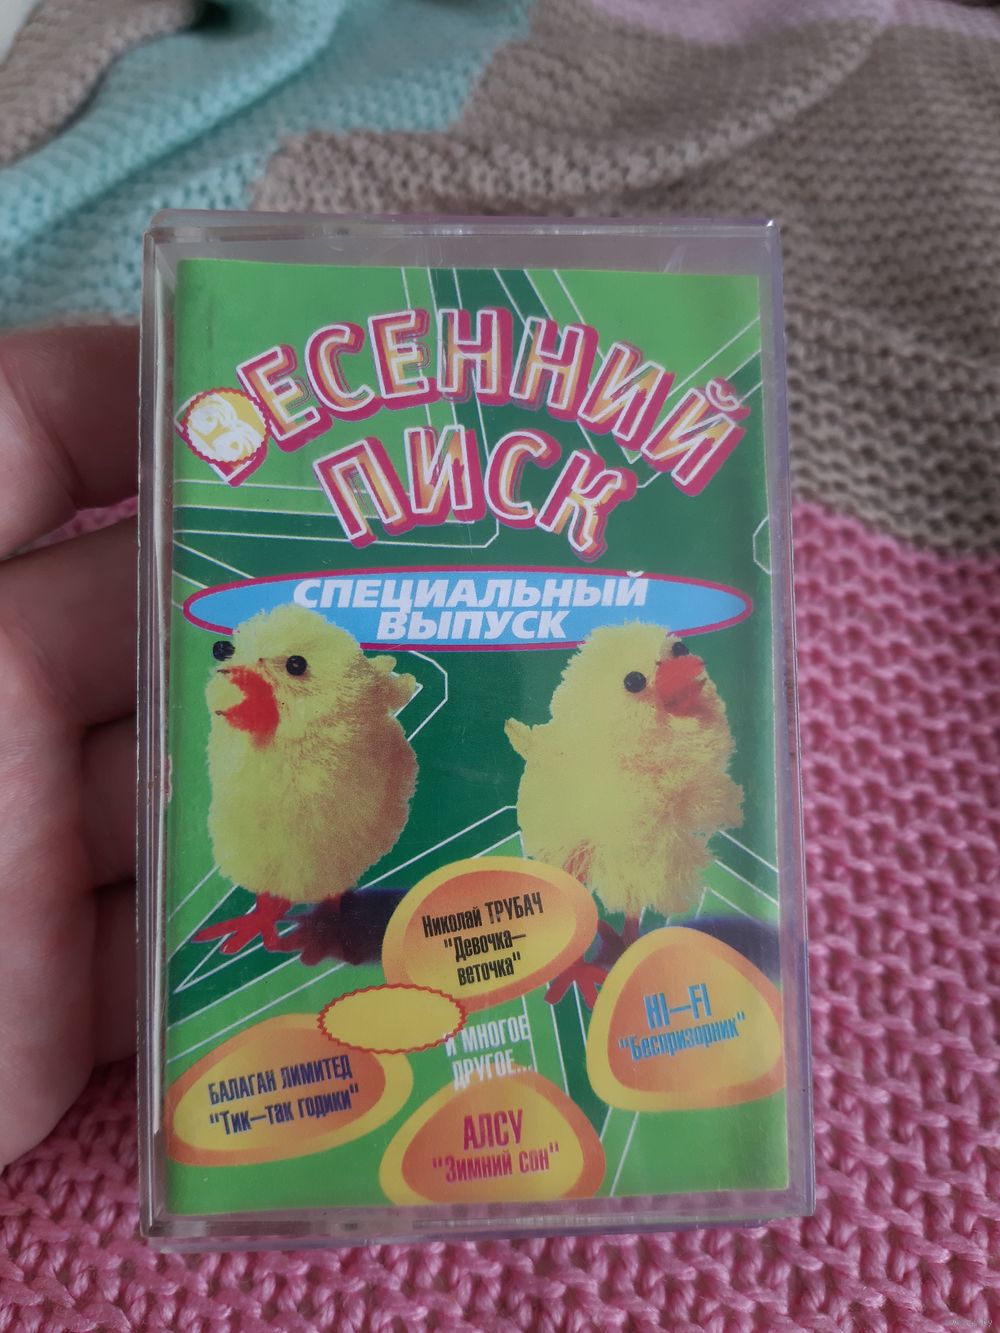 ВЕСЕННИЙ
ПИСК
СПЕЦИАЛЬНЫЙ
ВЫПУСК
Николай ТРУБАЧ
"Девочка—
веточка"
HI—FI
"Беспризорник"
И МНОГОЕ
ДРУГОЕ...
БАЛАГАН ЛИМИТЕД
"Тик—так годики"
АЛСУ
"Зимний сон"